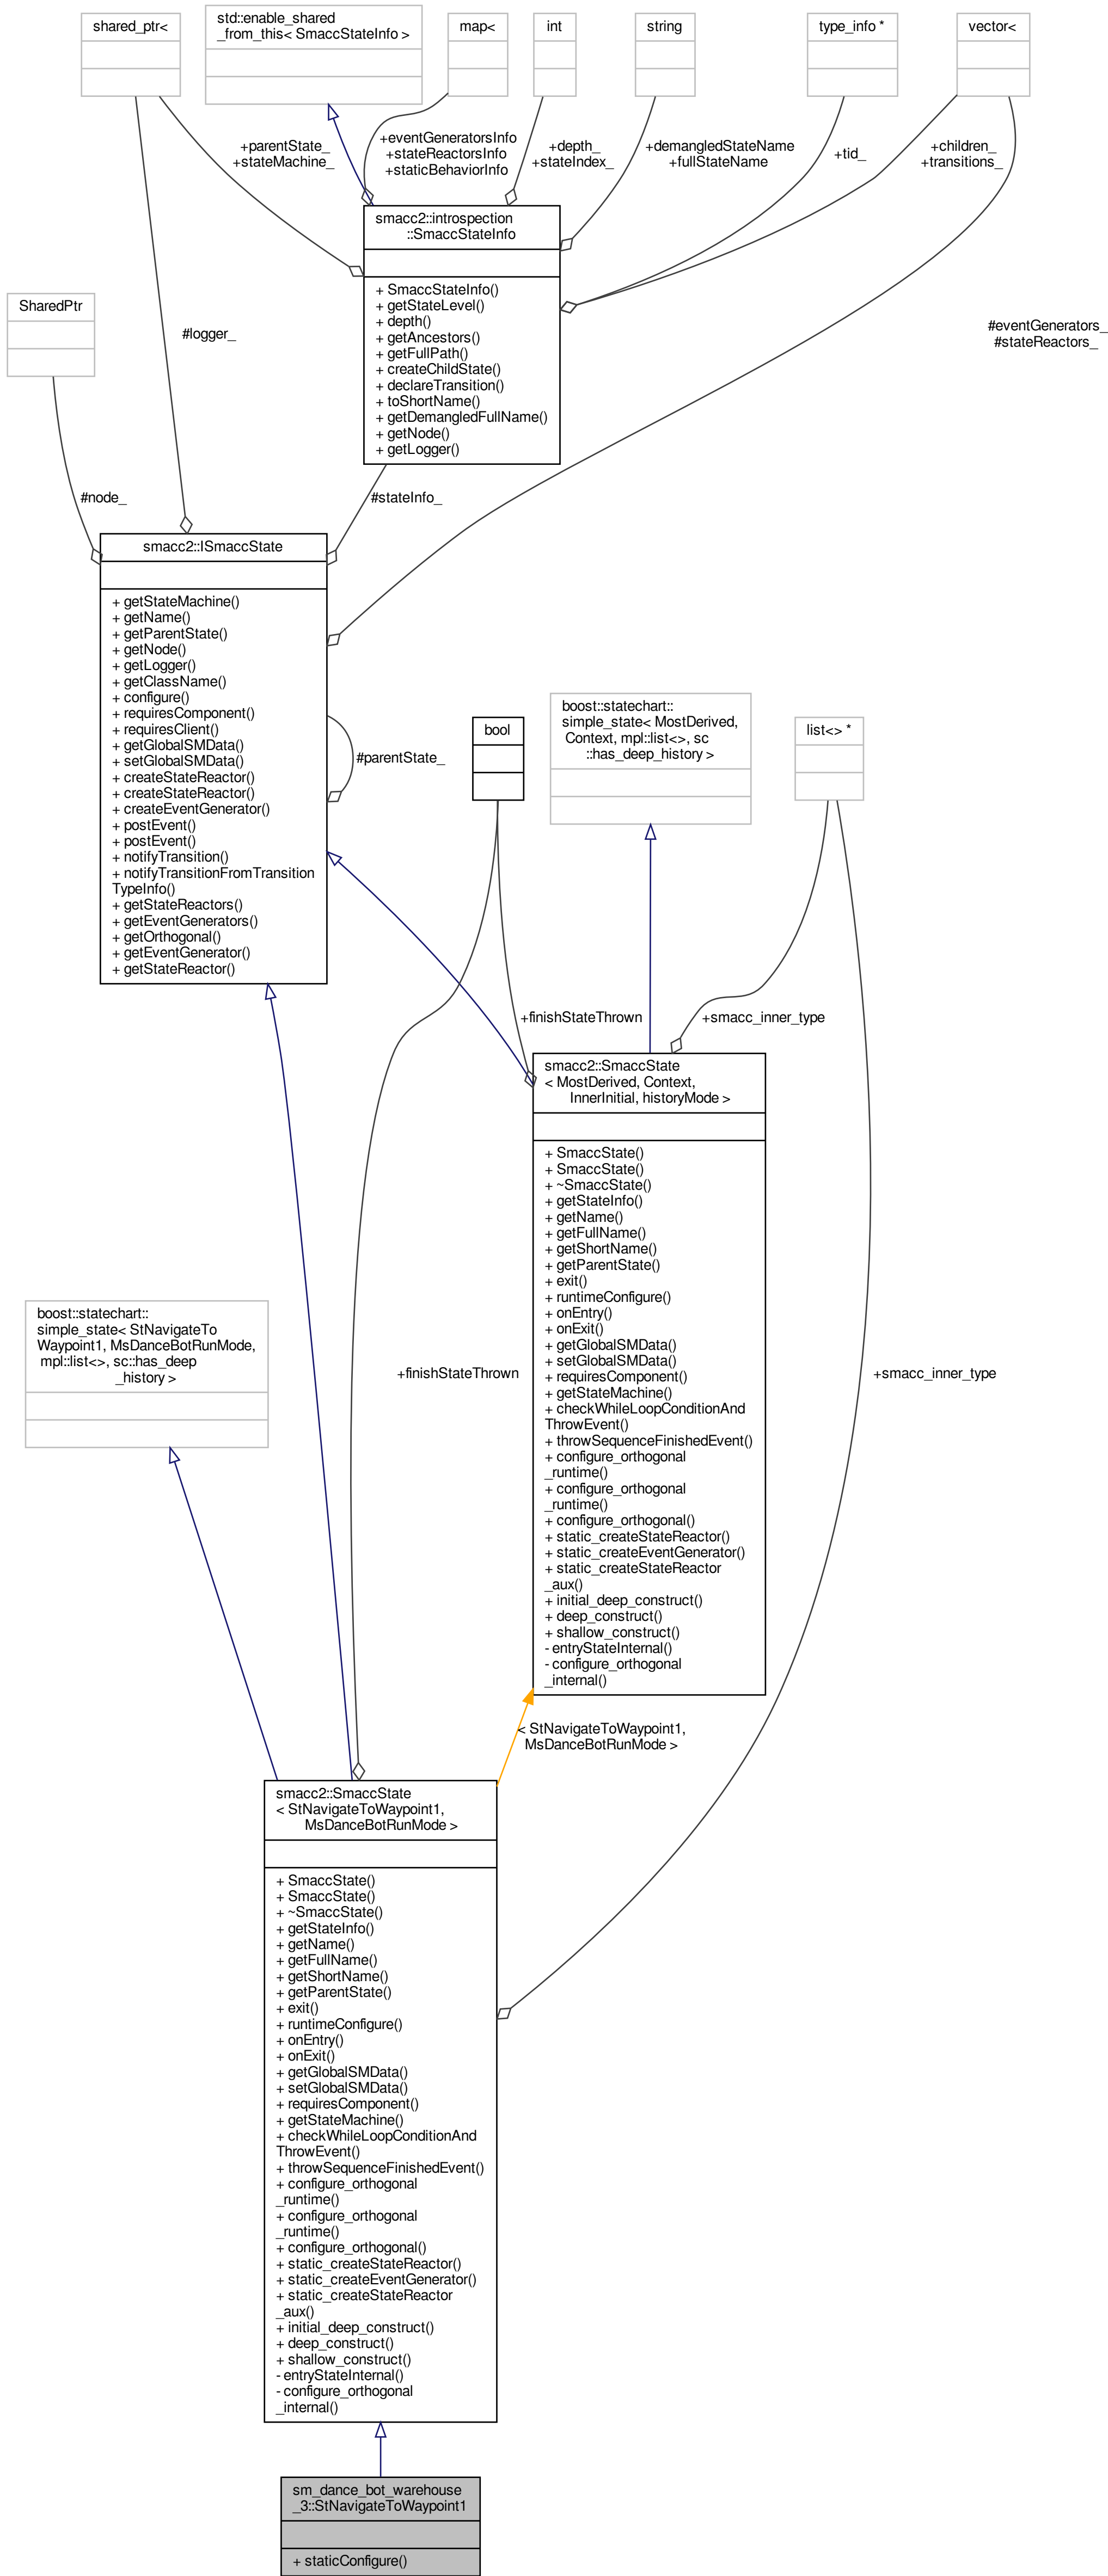 shared_ptr<
std::enable_shared
_from_this< SmaccStateInfo >
map<
int
string
type_info *
vector<
+parentState_
+stateMachine_
+eventGeneratorsInfo
+stateReactorsInfo
+staticBehaviorInfo
+depth_
+stateIndex_
+demangledStateName
+fullStateName
+tid_
+children_
+transitions_
smacc2::introspection
::SmaccStateInfo
+ SmaccStateInfo()
+ getStateLevel()
+ depth()
+ getAncestors()
+ getFullPath()
+ createChildState()
+ declareTransition()
+ toShortName()
+ getDemangledFullName()
+ getNode()
+ getLogger()
SharedPtr
#logger_
#eventGenerators_
#stateReactors_
#node_
#stateInfo_
smacc2::ISmaccState
+ getStateMachine()
+ getName()
+ getParentState()
+ getNode()
+ getLogger()
+ getClassName()
+ configure()
+ requiresComponent()
+ requiresClient()
+ getGlobalSMData()
+ setGlobalSMData()
+ createStateReactor()
+ createStateReactor()
+ createEventGenerator()
+ postEvent()
+ postEvent()
+ notifyTransition()
+ notifyTransitionFromTransition
TypeInfo()
+ getStateReactors()
+ getEventGenerators()
+ getOrthogonal()
+ getEventGenerator()
+ getStateReactor()
#parentState_
bool
boost::statechart::
simple_state< MostDerived,
Context, mpl::list<>, sc
::has_deep_history >
list<> *
+finishStateThrown
+smacc_inner_type
smacc2::SmaccState
< MostDerived, Context,
InnerInitial, historyMode >
+ SmaccState()
+ SmaccState()
+ ~SmaccState()
+ getStateInfo()
+ getName()
+ getFullName()
+ getShortName()
+ getParentState()
+ exit()
+ runtimeConfigure()
+ onEntry()
+ onExit()
+ getGlobalSMData()
+ setGlobalSMData()
+ requiresComponent()
+ getStateMachine()
+ checkWhileLoopConditionAnd
ThrowEvent()
+ throwSequenceFinishedEvent()
+ configure_orthogonal
_runtime()
+ configure_orthogonal
_runtime()
+ configure_orthogonal()
+ static_createStateReactor()
+ static_createEventGenerator()
+ static_createStateReactor
_aux()
+ initial_deep_construct()
+ deep_construct()
+ shallow_construct()
- entryStateInternal()
- configure_orthogonal
_internal()
boost::statechart::
simple_state< StNavigateTo
Waypoint1, MsDanceBotRunMode,
mpl::list<>, sc::has_deep
_history >
+finishStateThrown
+smacc_inner_type
< StNavigateToWaypoint1,
MsDanceBotRunMode >
smacc2::SmaccState
< StNavigateToWaypoint1,
MsDanceBotRunMode >
+ SmaccState()
+ SmaccState()
+ ~SmaccState()
+ getStateInfo()
+ getName()
+ getFullName()
+ getShortName()
+ getParentState()
+ exit()
+ runtimeConfigure()
+ onEntry()
+ onExit()
+ getGlobalSMData()
+ setGlobalSMData()
+ requiresComponent()
+ getStateMachine()
+ checkWhileLoopConditionAnd
ThrowEvent()
+ throwSequenceFinishedEvent()
+ configure_orthogonal
_runtime()
+ configure_orthogonal
_runtime()
+ configure_orthogonal()
+ static_createStateReactor()
+ static_createEventGenerator()
+ static_createStateReactor
_aux()
+ initial_deep_construct()
+ deep_construct()
+ shallow_construct()
- entryStateInternal()
- configure_orthogonal
_internal()
sm_dance_bot_warehouse
_3::StNavigateToWaypoint1
+ staticConfigure()